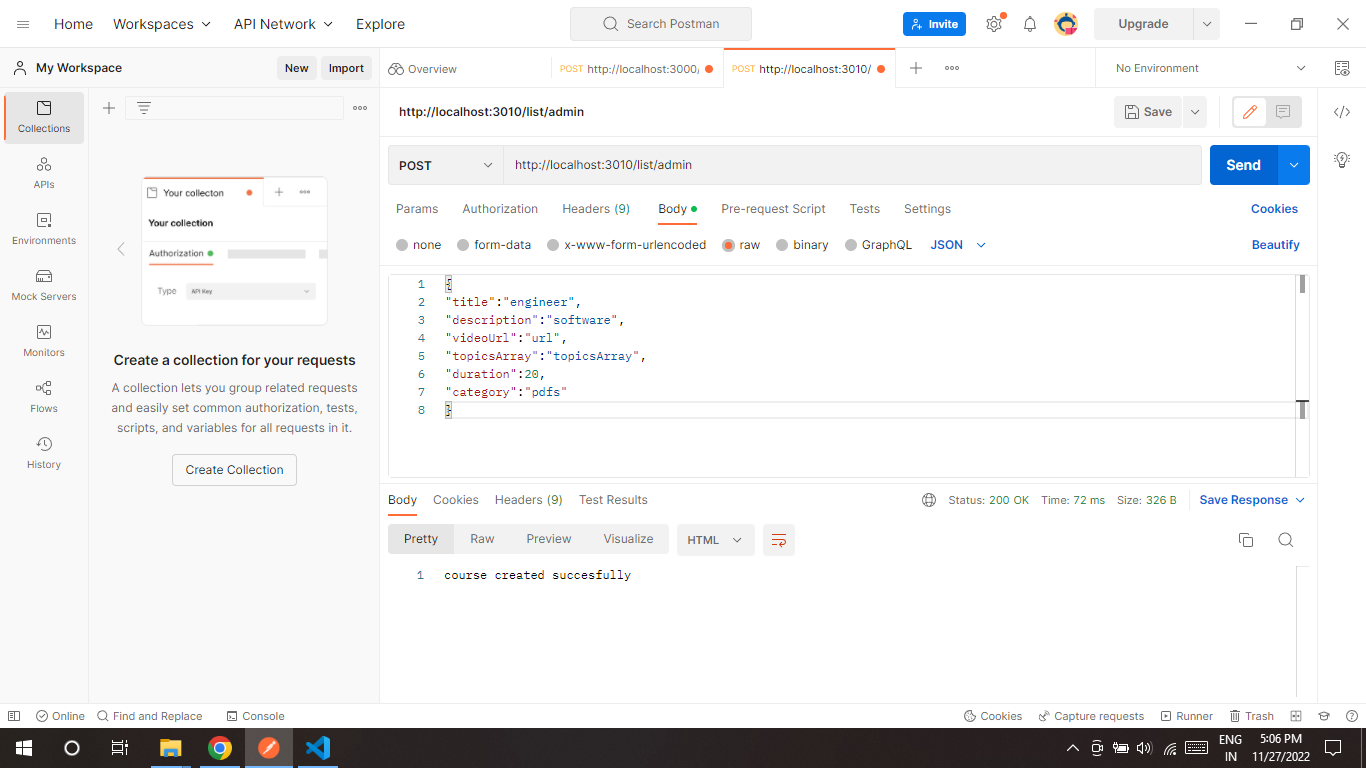 Home Workspaces API Network Explore Search Postman Invite Upgrade
My Workspace New Import Overview POST http://localhost:3000/ POST http://localhost:3010/ No Environment
Collections
APIs
Environments
Mock Servers
Monitors
Flows
History
Your collecton
Your collection
Authorization
Type API Key
Create a collection for your requests
A collection lets you group related requests
and easily set common authorization, tests,
scripts, and variables for all requests in it.
Create Collection
http://localhost:3010/list/admin Save
POST http://localhost:3010/list/admin Send
Params Authorization Headers (9) Body Pre-request Script Tests Settings Cookies
none form-data x-www-form-urlencoded raw binary GraphQL JSON Beautify
1 {
2 "title":"engineer",
3 "description":"software",
4 "videoUrl":"url",
5 "topicsArray":"topicsArray",
6 "duration":20,
7 "category":"pdfs"
8 }
Body Cookies Headers (9) Test Results Status: 200 OK Time: 72 ms Size: 326 B Save Response
Pretty Raw Preview Visualize HTML
1 course created succesfully
Online Find and Replace Console Cookies Capture requests Runner Trash
ENG
IN
5:06 PM
11/27/2022